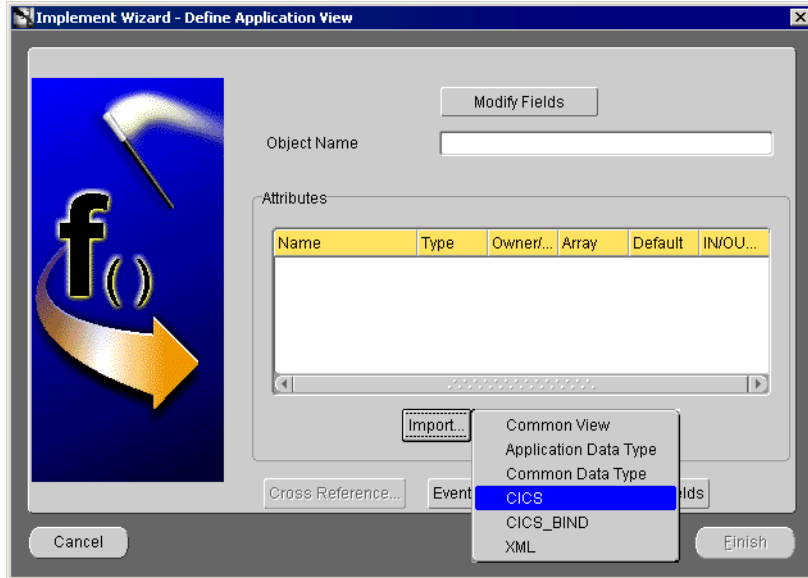 Implement Wizard - Define Application View
Modify Fields
Object Name
Attributes
Name Type Owner/... Array Default IN/OU...
Import...
Common View
Application Data Type
Common Data Type
CICS
CICS_BIND
XML
Cross Reference...
Event
lds
Cancel
Finish
f()